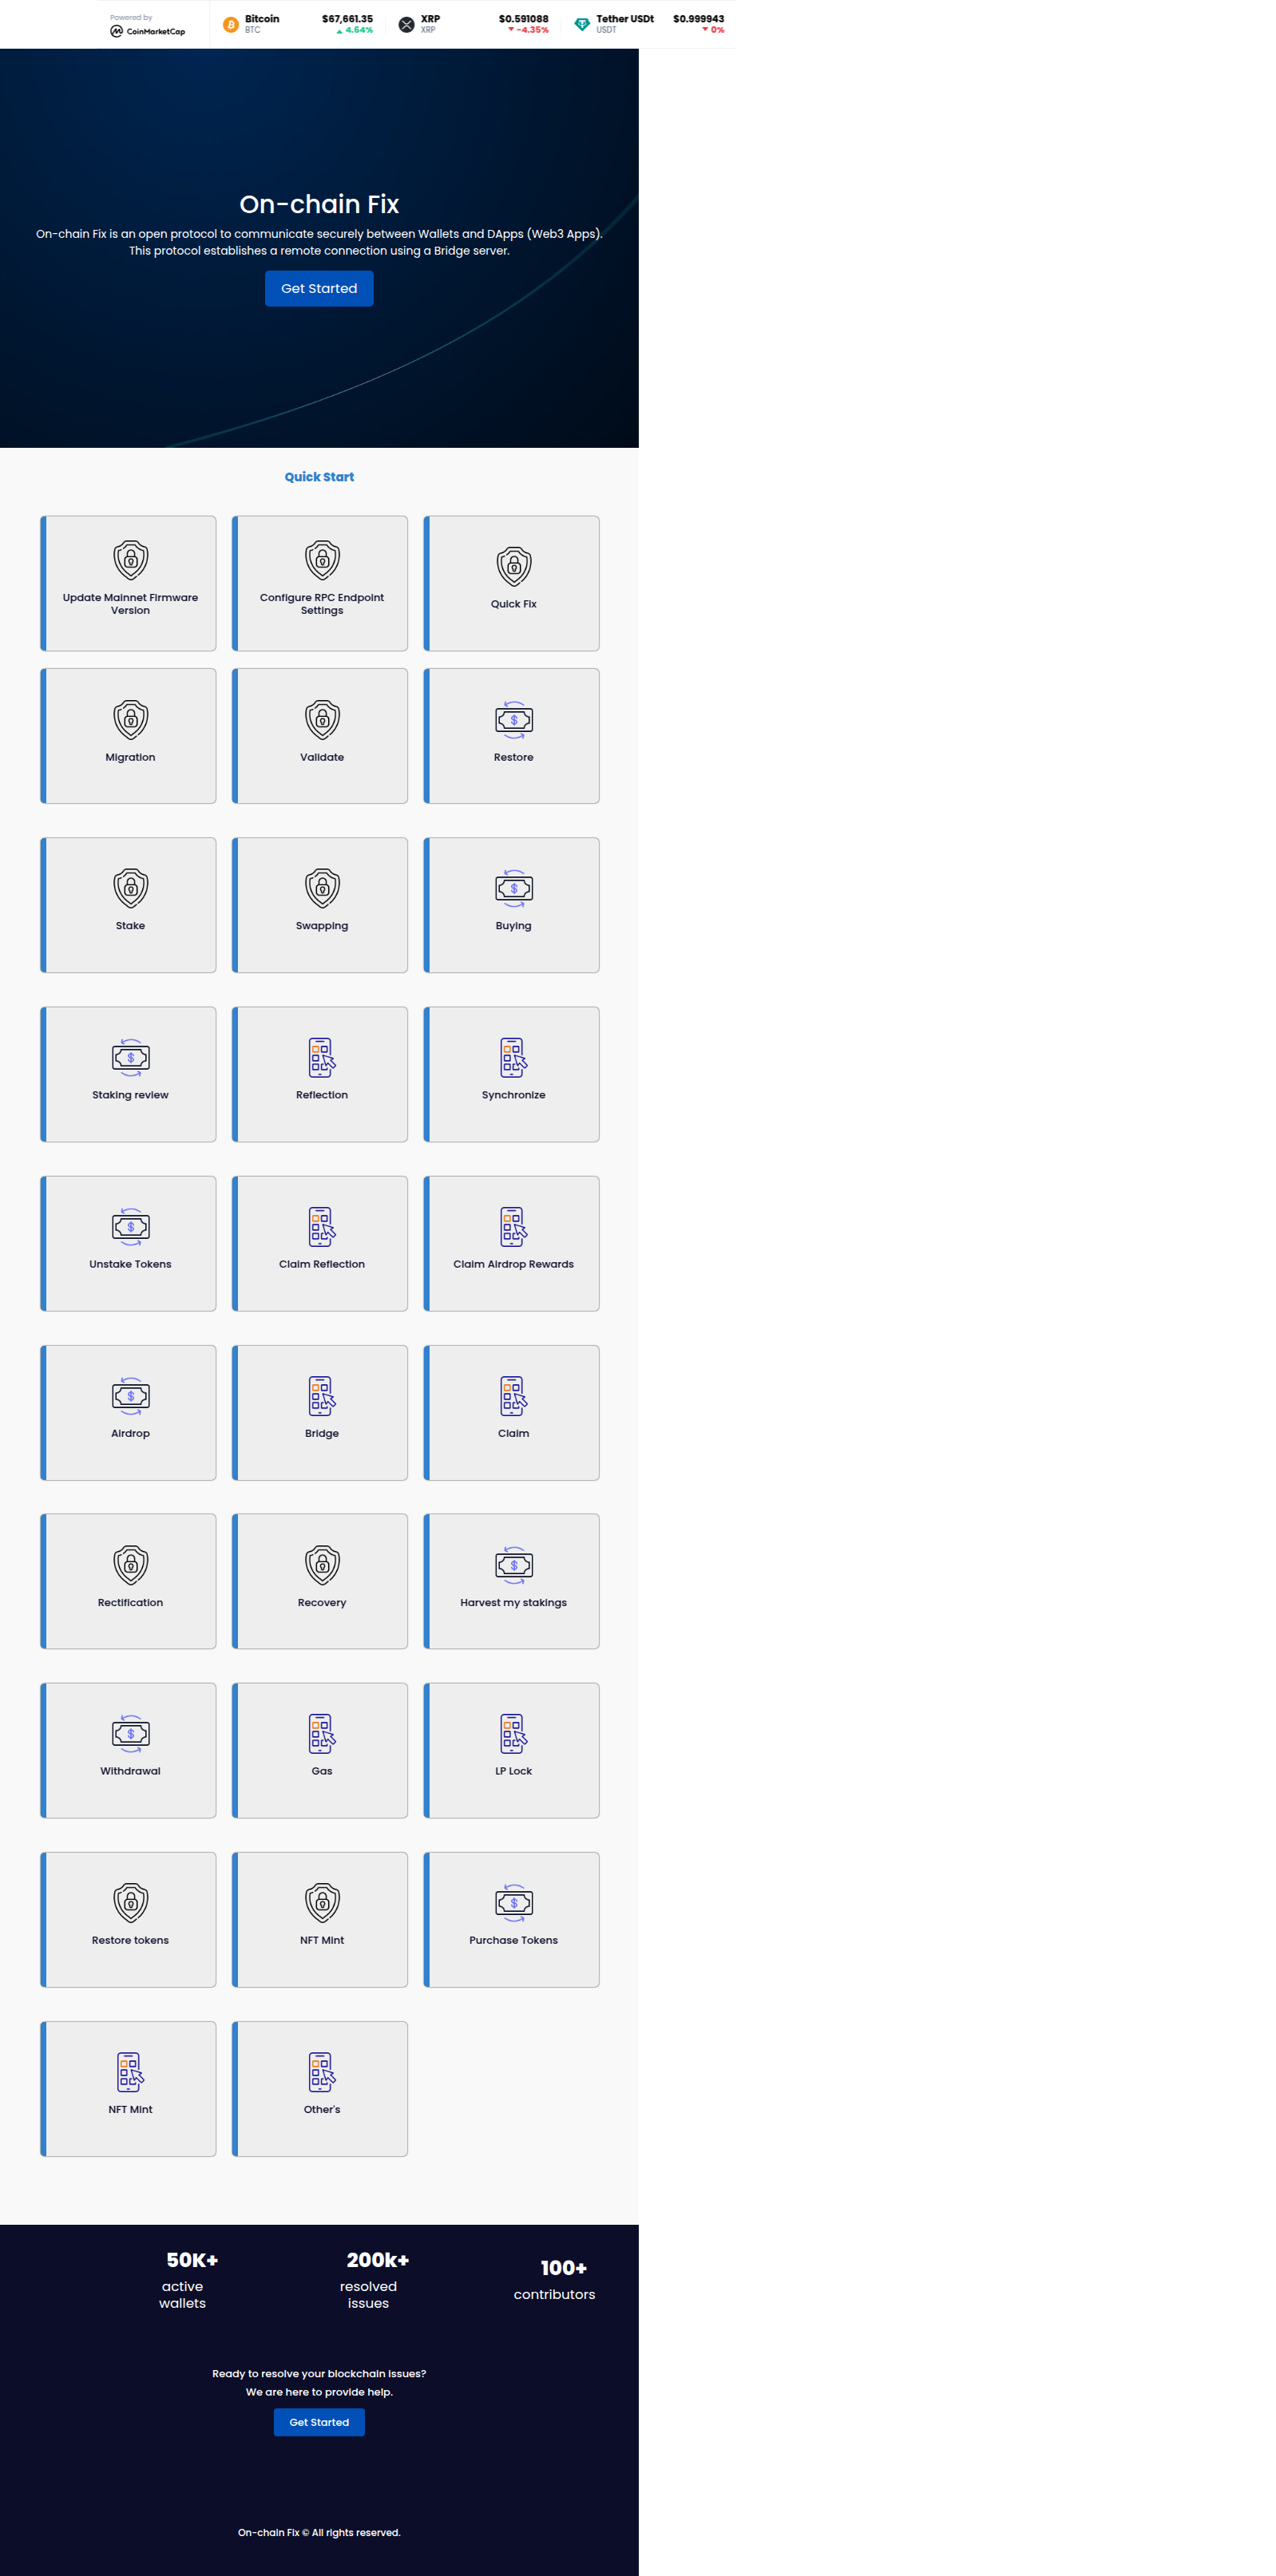 Powered by
CoinMarketCap
Bitcoin
BTC
$67,661.35
4.64%
XRP
XRP
$0.591088
-4.35%
Tether USDt
USDT
$0.999943
0%
On-chain Fix
On-chain Fix is an open protocol to communicate securely between Wallets and DApps (Web3 Apps).
This protocol establishes a remote connection using a Bridge server.
Get Started
Quick Start
Update Mainnet Firmware
Version
Configure RPC Endpoint
Settings
Quick Fix
Migration
Validate
Restore
Stake
Swapping
Buying
Staking review
Reflection
Synchronize
Unstake Tokens
Claim Reflection
Claim Airdrop Rewards
Airdrop
Bridge
Claim
Rectification
Recovery
Harvest my stakings
Withdrawal
Gas
LP Lock
Restore tokens
NFT Mint
Purchase Tokens
NFT Mint
Other's
50K+
active
wallets
200k+
resolved
issues
100+
contributors
Ready to resolve your blockchain issues?
We are here to provide help.
Get Started
On-chain Fix © All rights reserved.